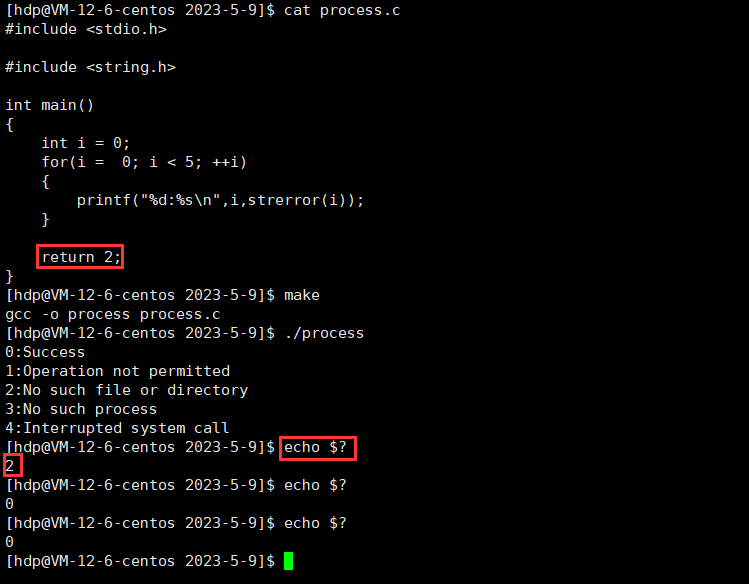 [hdp@VM-12-6-centos 2023-5-9]$ cat process.c
#include <stdio.h>

#include <string.h>

int main()
{
    int i = 0;
    for(i =  0; i < 5; ++i)
    {
        printf("%d:%s\n",i,strerror(i));
    }

    return 2;
}
[hdp@VM-12-6-centos 2023-5-9]$ make
gcc -o process process.c
[hdp@VM-12-6-centos 2023-5-9]$ ./process
0:Success
1:Operation not permitted
2:No such file or directory
3:No such process
4:Interrupted system call
[hdp@VM-12-6-centos 2023-5-9]$ echo $?
2
[hdp@VM-12-6-centos 2023-5-9]$ echo $?
0
[hdp@VM-12-6-centos 2023-5-9]$ echo $?
0
[hdp@VM-12-6-centos 2023-5-9]$